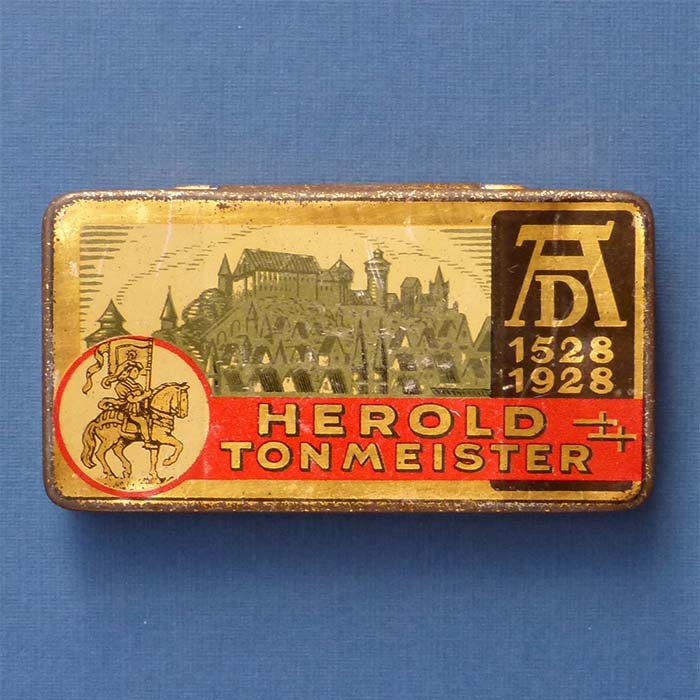 AD
1528
1928
HEROLD
TONMEISTER